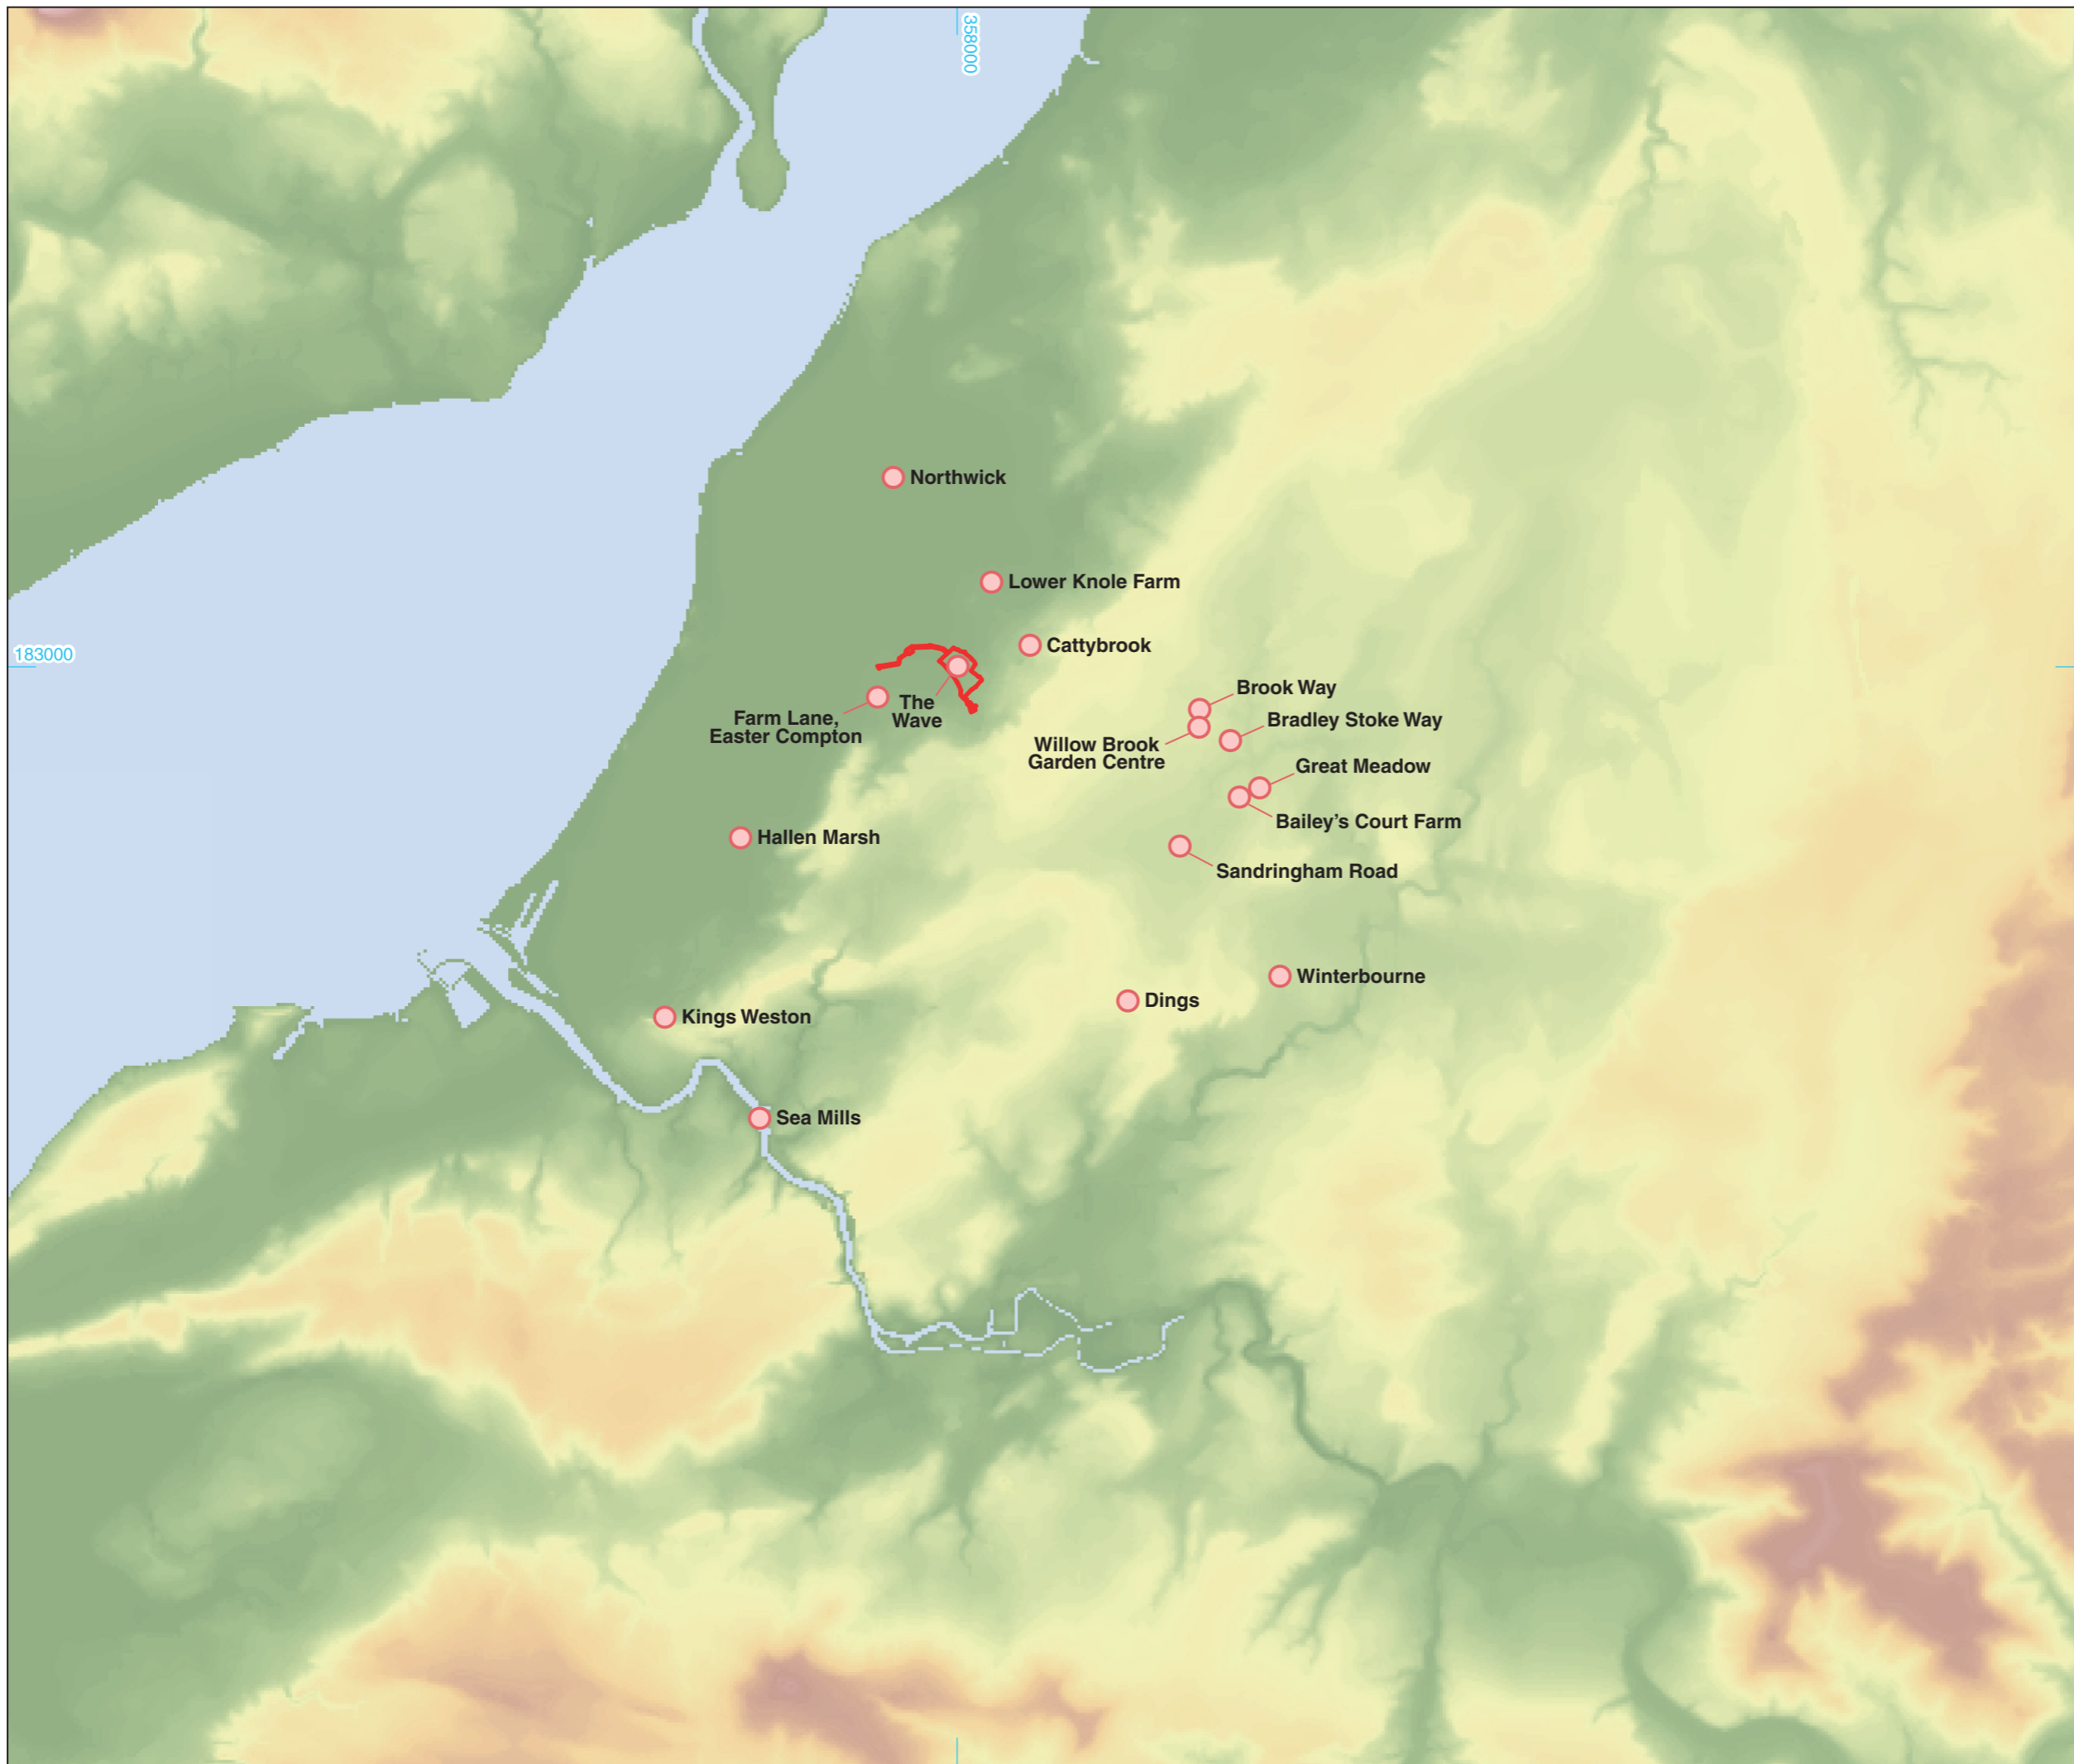 358000
Northwick
Lower Knole Farm
Cattybrook
183000
Brook Way
The
Wave
Farm Lane,
Easter Compton
Bradley Stoke Way
Willow Brook
Garden Centre
Great Meadow
Bailey’s Court Farm
Hallen Marsh
Sandringham Road
Winterbourne
Dings
Kings Weston
Sea Mills